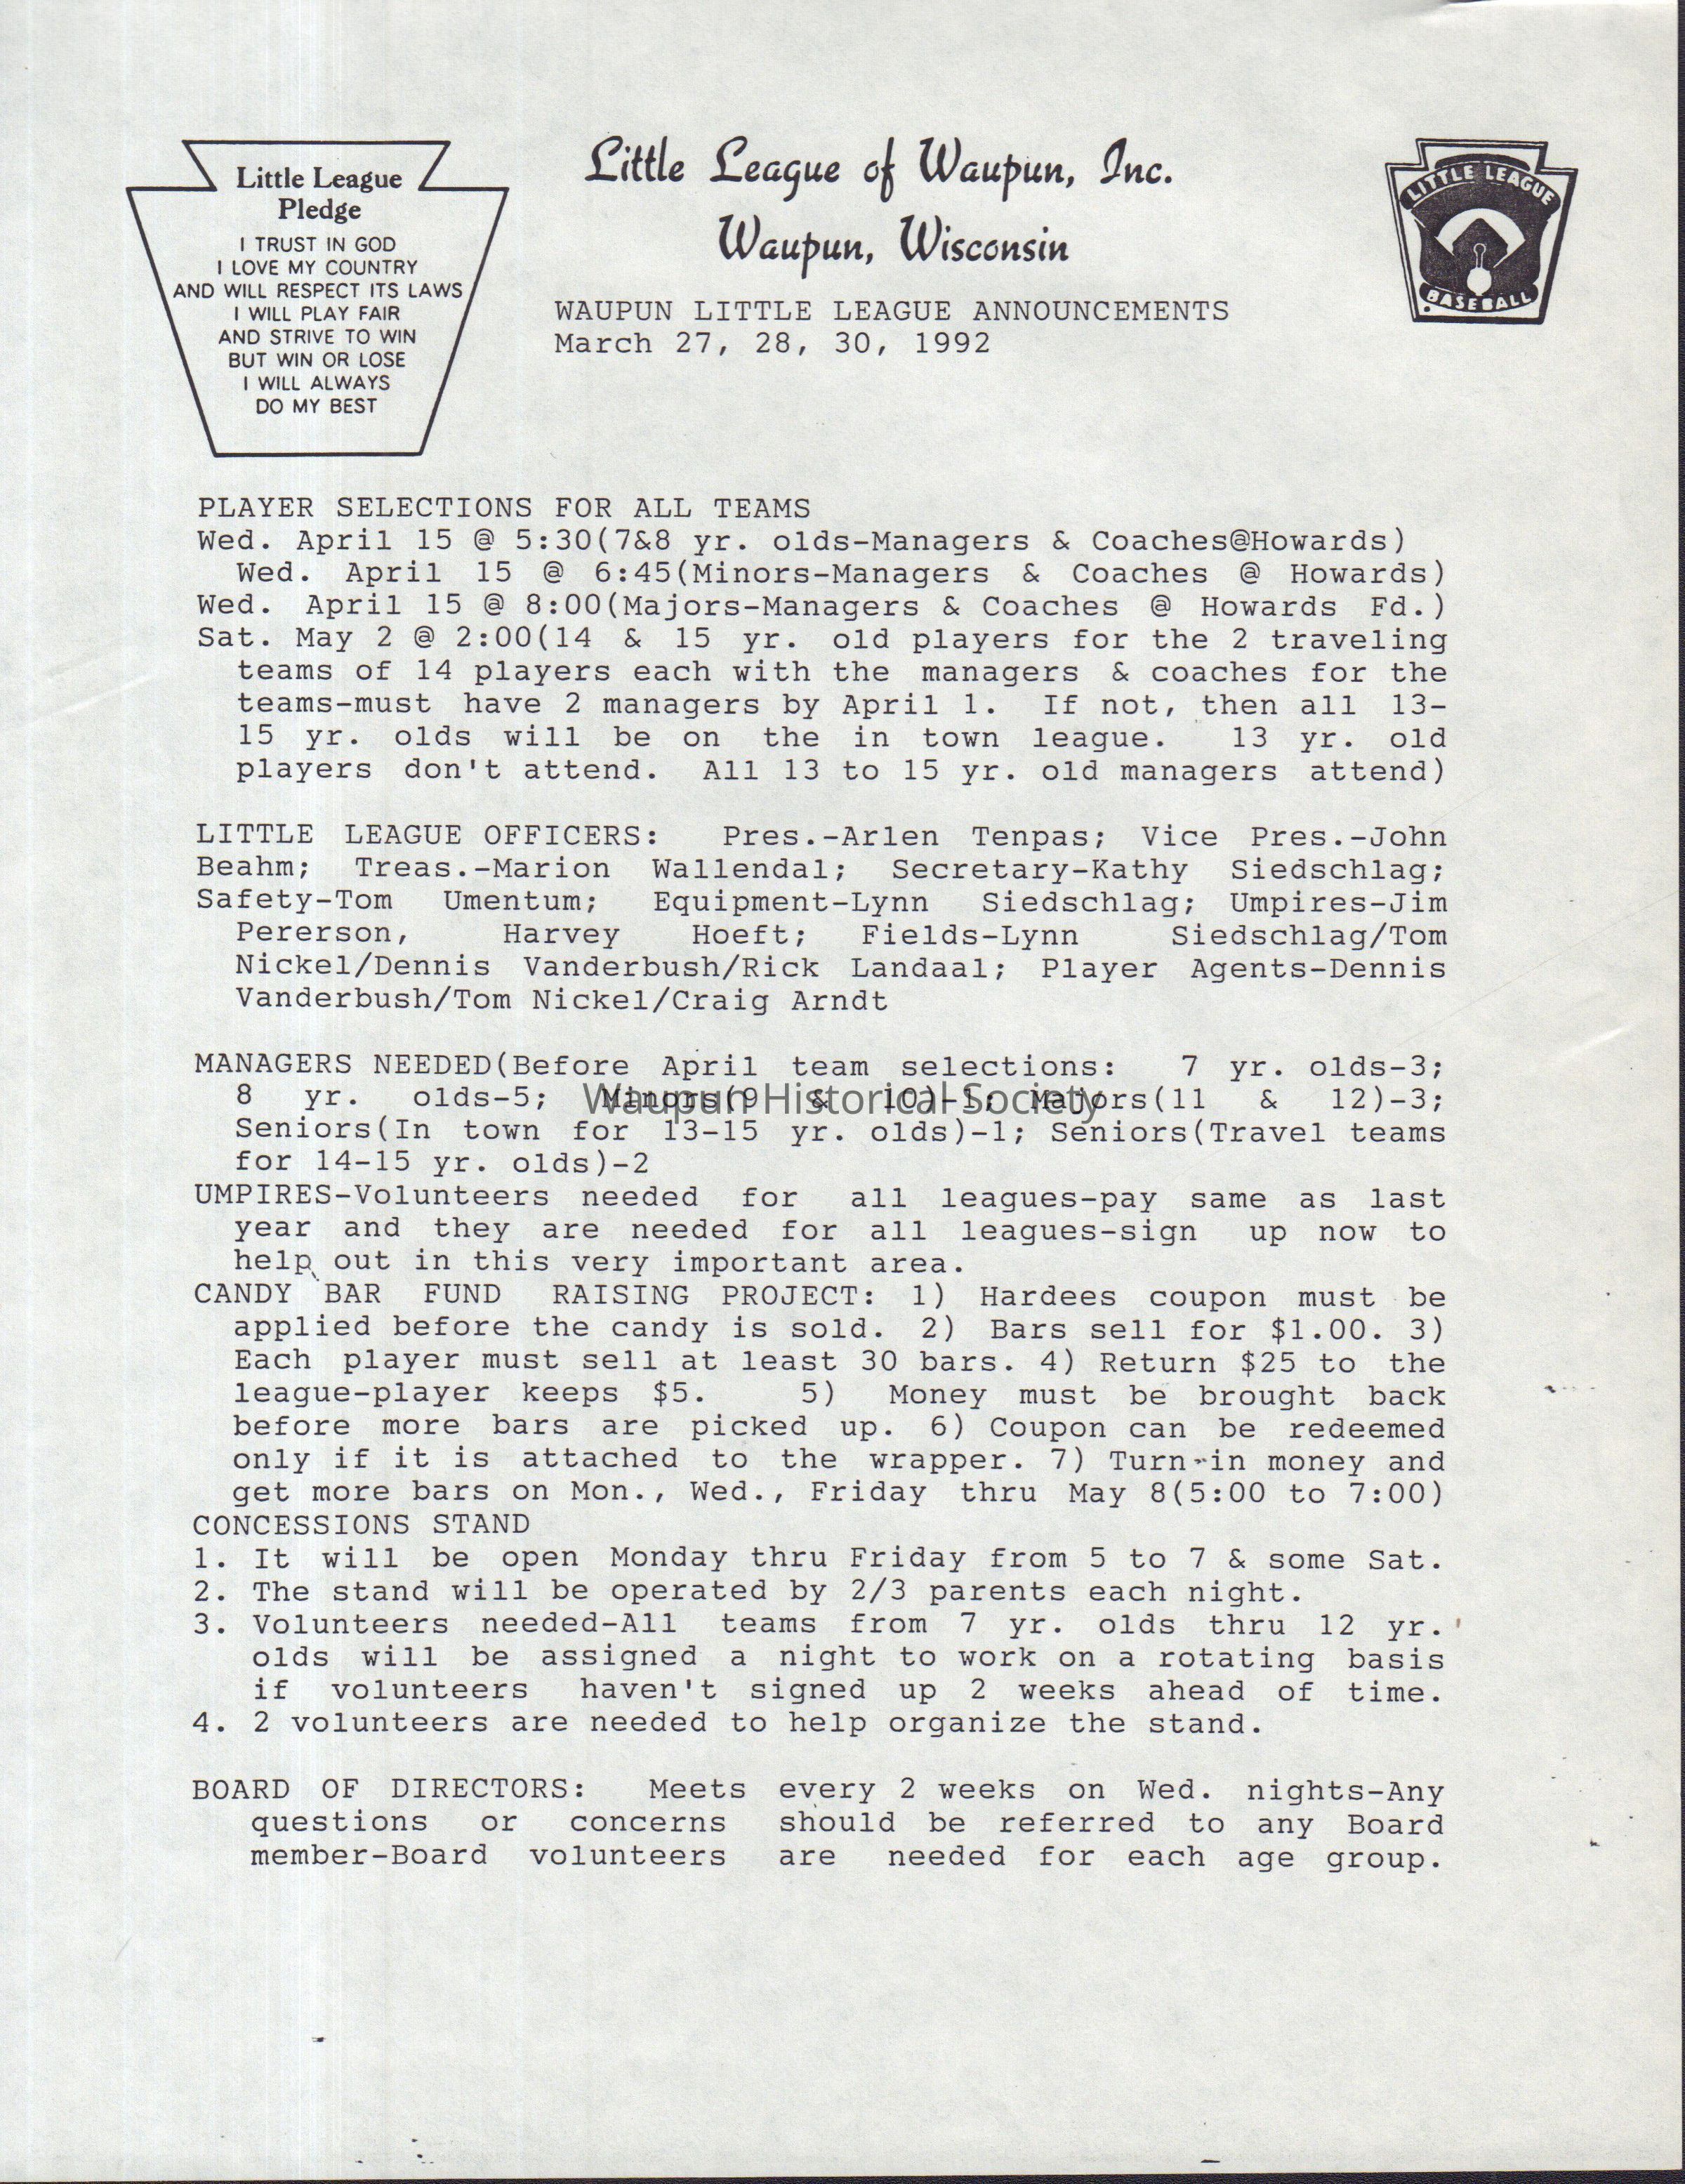 Little League
Pledge
I TRUST IN GOD
I LOVE MY COUNTRY
AND WILL RESPECT ITS LAWS
I WILL PLAY FAIR
AND STRIVE TO WIN
BUT WIN OR LOSE
I WILL ALWAYS
DO MY BEST
Little League of Waupun, Inc.
Waupun, Wisconsin
LITTLE LEAGUE
BASEBALL
WAUPUN LITTLE LEAGUE ANNOUNCEMENTS
March 27, 28, 30, 1992
PLAYER SELECTIONS FOR ALL TEAMS
Wed. April 15 @ 5:30(7&8 yr. olds-Managers & Coaches@Howards)
Wed. April 15 @ 6:45(Minors-Managers & Coaches @ Howards)
Wed. April 15 @ 8:00(Majors-Managers & Coaches @ Howards Fd.)
Sat. May 2 @ 2:00(14 & 15 yr. old players for the 2 traveling
teams of 14 players each with the managers & coaches for the
teams-must have 2 managers by April 1. If not, then all 13-
15 yr. olds will be on the in town league. 13 yr. old
players don't attend. All 13 to 15 yr. old managers attend)
LITTLE LEAGUE OFFICERS: Pres.-Arlen Tenpas; Vice Pres.-John
Beahm; Treas.-Marion Wallendal; Secretary-Kathy Siedschlag;
Safety-Tom Umentum; Equipment-Lynn Siedschlag; Umpires-Jim
Pererson, Harvey Hoeft; Fields-Lynn Siedschlag/Tom
Nickel/Dennis Vanderbush/Rick Landaal; Player Agents-Dennis
Vanderbush/Tom Nickel/Craig Arndt
MANAGERS NEEDED(Before April team selections: 7 yr. olds-3;
8 yr. olds-5; Minors(9 & 10)-1; Majors(11 & 12)-3;
Waupun Historical Society
Seniors(In town for 13-15 yr. olds)-1; Seniors(Travel teams
for 14-15 yr. olds)-2
UMPIRES-Volunteers needed for all leagues-pay same as last
year and they are needed for all leagues-sign up now to
help out in this very important area.
CANDY BAR FUND RAISING PROJECT: 1) Hardees coupon must be
applied before the candy is sold. 2) Bars sell for $1.00. 3)
Each player must sell at least 30 bars. 4) Return $25 to the
league-player keeps $5. 5) Money must be brought back
before more bars are picked up. 6) Coupon can be redeemed
only if it is attached to the wrapper. 7) Turn in money and
get more bars on Mon., Wed., Friday thru May 8(5:00 to 7:00)
CONCESSIONS STAND
1. It will be open Monday thru Friday from 5 to 7 & some Sat.
2. The stand will be operated by 2/3 parents each night.
3. Volunteers needed-All teams from 7 yr. olds thru 12 yr.
olds will be assigned a night to work on a rotating basis
if volunteers haven't signed up 2 weeks ahead of time.
4. 2 volunteers are needed to help organize the stand.
BOARD OF DIRECTORS: Meets every 2 weeks on Wed. nights-Any
questions or concerns should be referred to any Board
member-Board volunteers are needed for each age group.